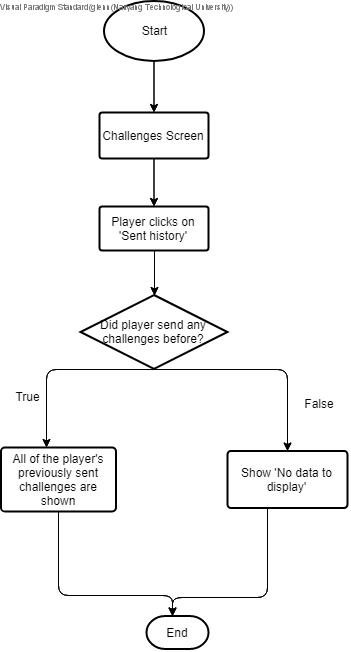 Visual Paradigm Standard(glenn(Nanyang Technological University))
Start
Challenges Screen
Player clicks on
'Sent history'
Did player send any
challenges before?
True
False
All of the player's
previously sent
challenges are
shown
Show 'No data to
display'
End